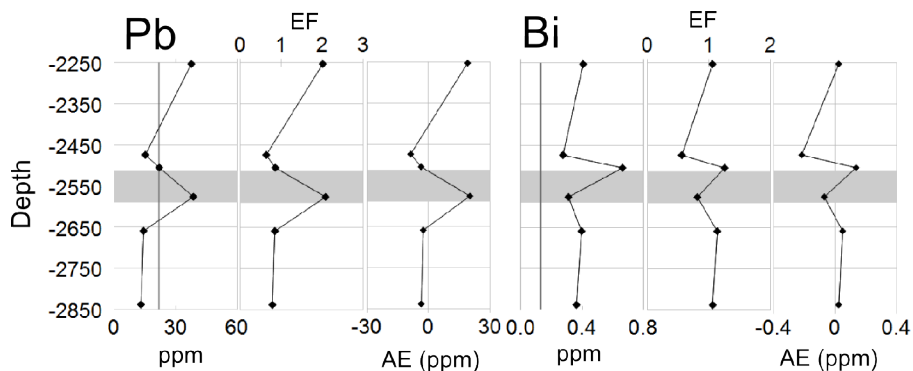 Pb
EF
Bi
EF
0 1 2 3
0 1 2
-2250
-2350
-2450
-2550
-2650
-2750
-2850
Depth
0 30 60
-30 0 30
0.0 0.4 0.8
-0.4 0 0.4
ppm
AE (ppm)
ppm
AE (ppm)